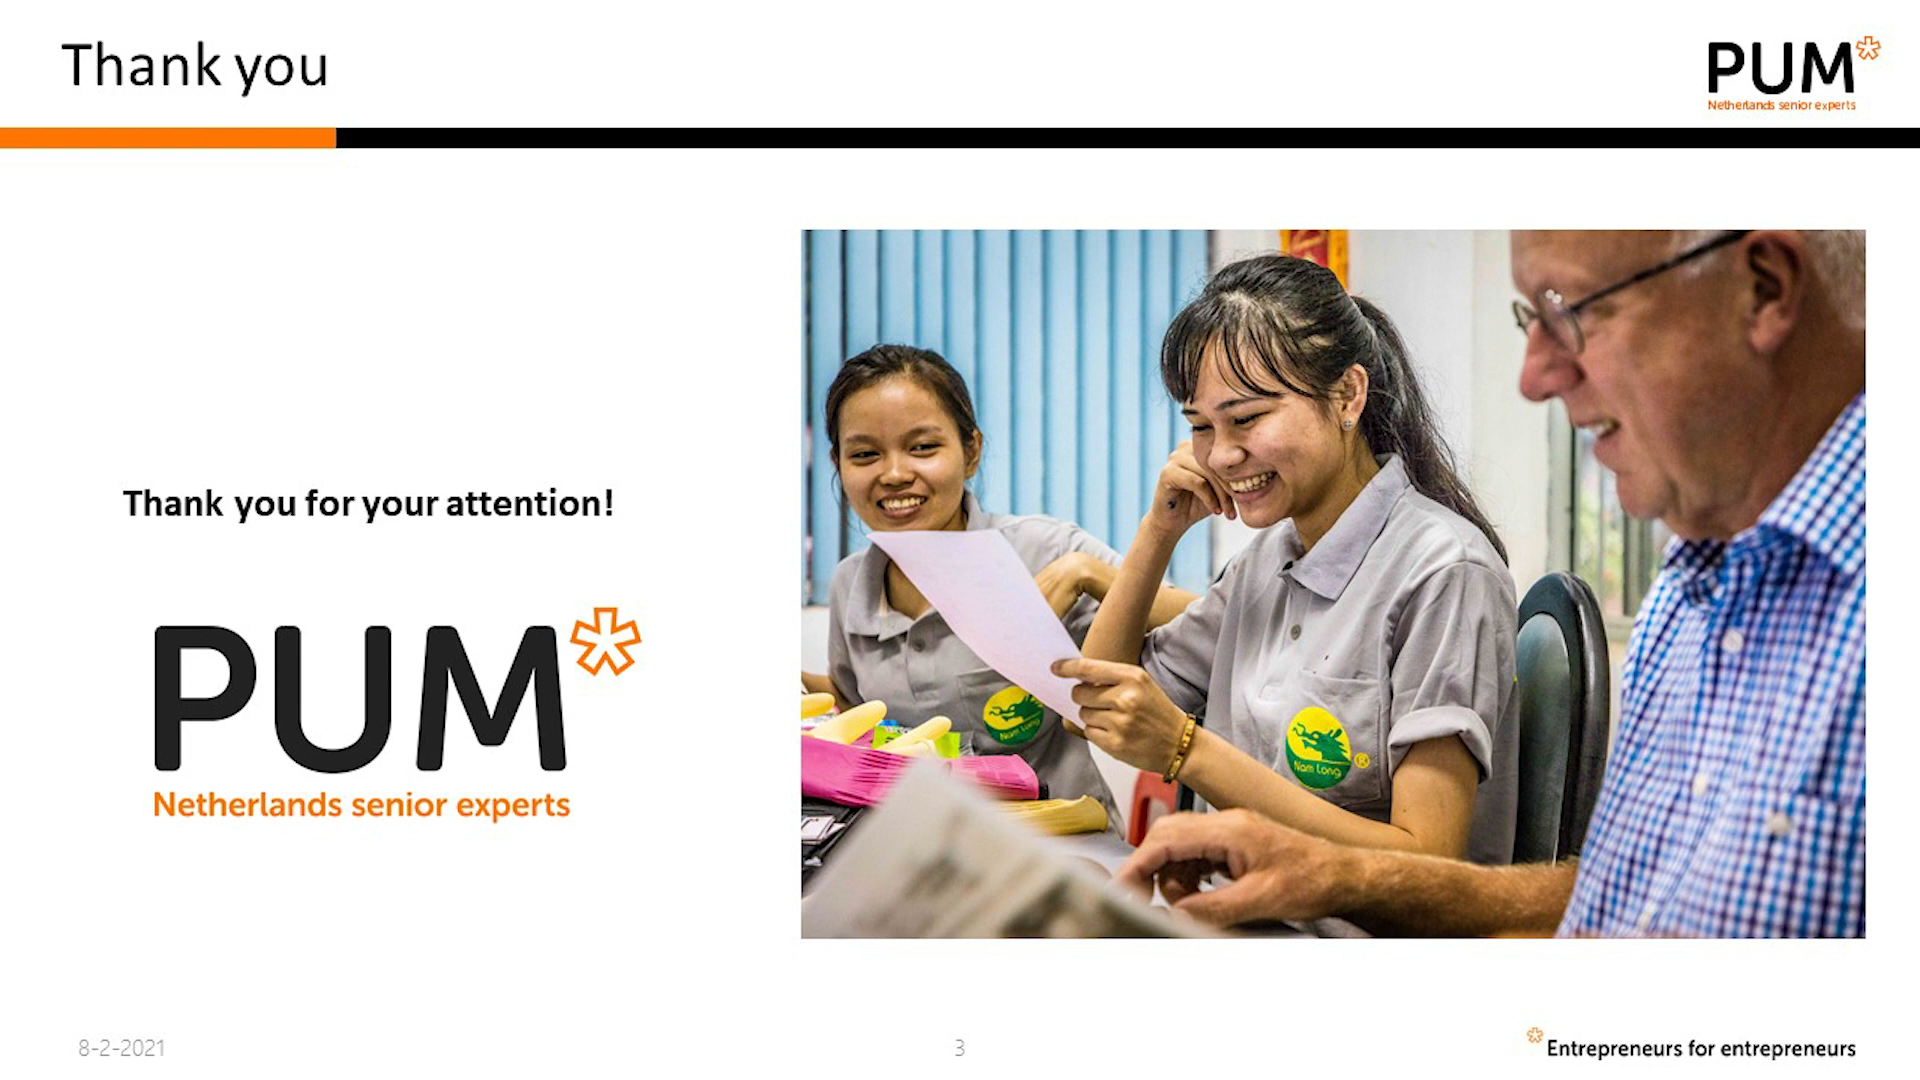 Thank you
PUM
Netherlands senior experts
Thank you for your attention!
PUM
Netherlands senior experts
Nam Long
Nam Long ®
8-2-2021
3
Entrepreneurs for entrepreneurs